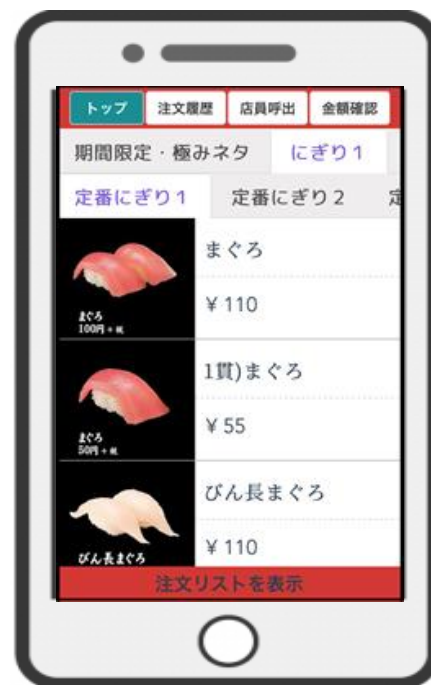 トップ 注文履歴 店員呼出 金額確認
期間限定・極みネタ にぎり1
定番にぎり1 定番にぎり2 定
まぐろ
¥110
まぐろ
100円+税
1貫)まぐろ
¥55
まぐろ
50円+税
びん長まぐろ
¥110
びん長まぐろ
注文リストを表示